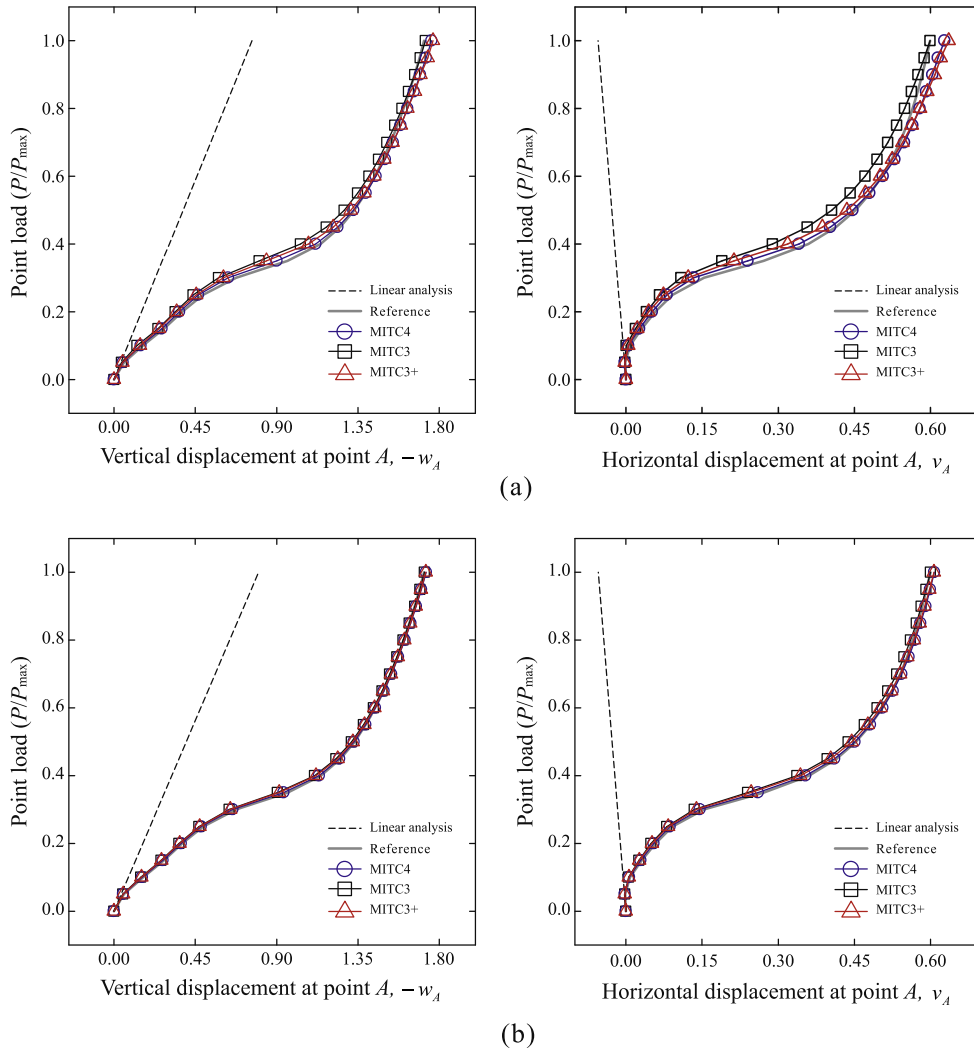 1.0
0.8
0.6
0.4
0.2
0.0
Point load (P/Pmax)
Linear analysis
Reference
MITC4
MITC3
MITC3+
0.00 0.45 0.90 1.35 1.80
Vertical displacement at point A, −wA
1.0
0.8
0.6
0.4
0.2
0.0
Point load (P/Pmax)
Linear analysis
Reference
MITC4
MITC3
MITC3+
0.00 0.15 0.30 0.45 0.60
Horizontal displacement at point A, vA
(a)
1.0
0.8
0.6
0.4
0.2
0.0
Point load (P/Pmax)
Linear analysis
Reference
MITC4
MITC3
MITC3+
0.00 0.45 0.90 1.35 1.80
Vertical displacement at point A, −wA
1.0
0.8
0.6
0.4
0.2
0.0
Point load (P/Pmax)
Linear analysis
Reference
MITC4
MITC3
MITC3+
0.00 0.15 0.30 0.45 0.60
Horizontal displacement at point A, vA
(b)